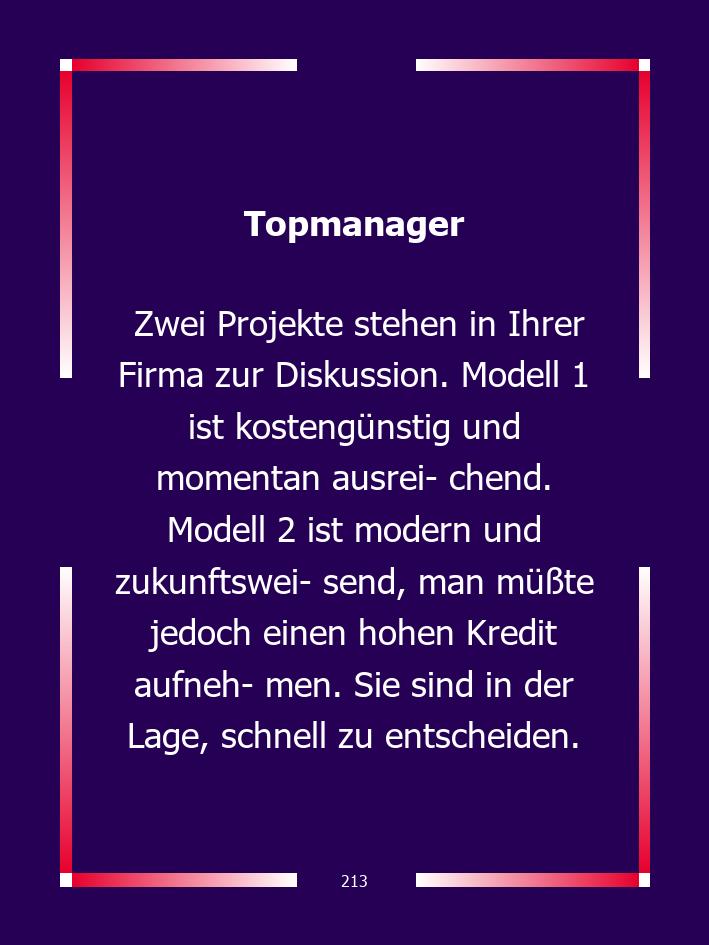 Topmanager
Zwei Projekte stehen in Ihrer
Firma zur Diskussion. Modell 1
ist kostengünstig und
momentan ausrei- chend.
Modell 2 ist modern und
zukunftswei- send, man müßte
jedoch einen hohen Kredit
aufneh- men. Sie sind in der
Lage, schnell zu entscheiden.
213